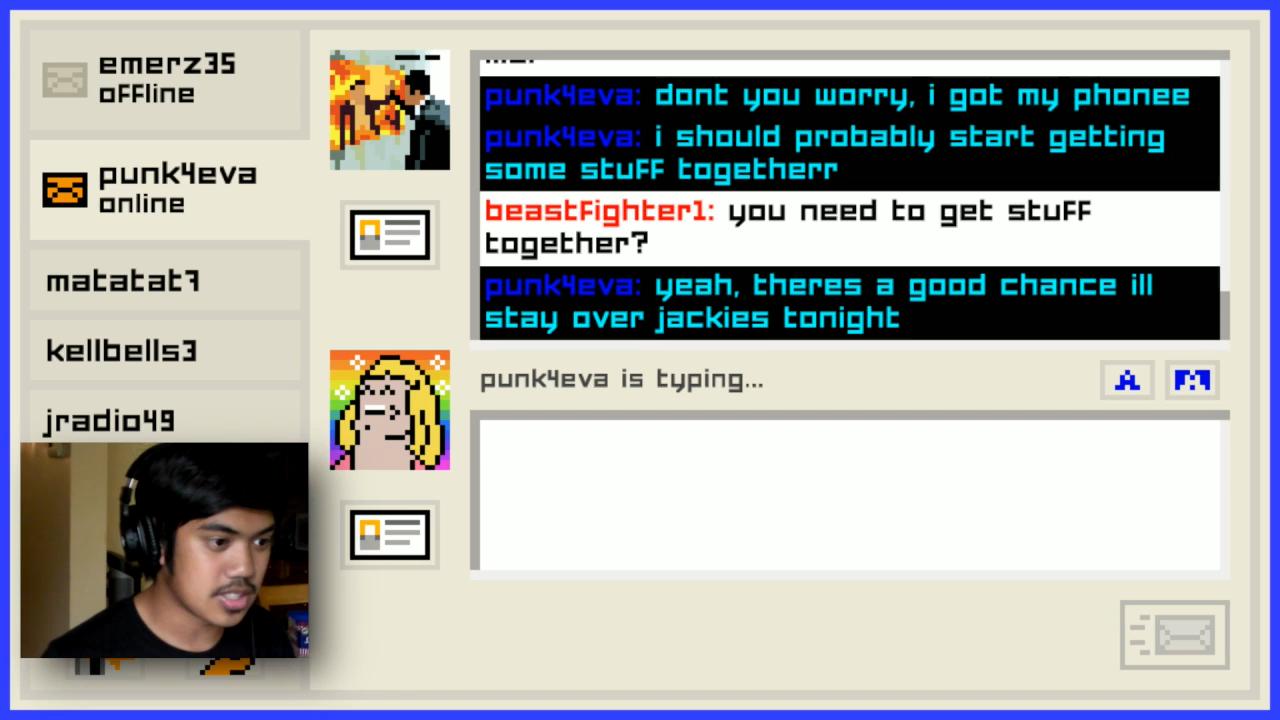 emerz35
offline
punk4eva
online
matatat7
kellbells3
jradio49
punk4eva: dont you worry, i got my phonee
punk4eva: i should probably start getting
some stuff togetherr
beastfighter1: you need to get stuff
together?
punk4eva: yeah, theres a good chance ill
stay over jackies tonight
punk4eva is typing...
A